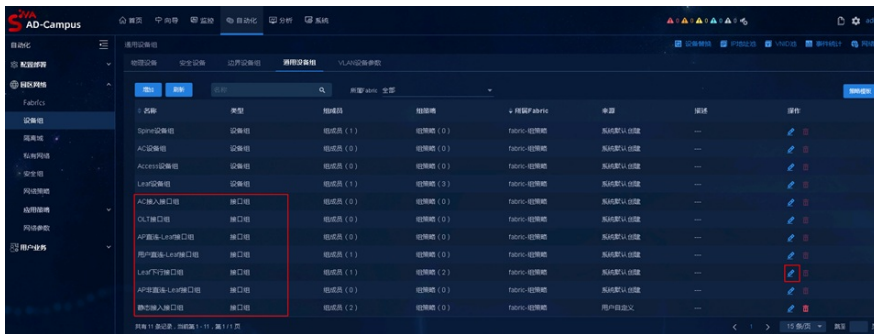 AD-Campus
首页 向导 监控 自动化 分析 系统
0 0 0 0
自动化
通用设备组
设备替换 IP地址池 VNID池
配置部署
园区网络
Fabrics
设备组
隔离域
私有网络
安全组
网络策略
应用策略
网络参数
用户业务
物理设备 安全设备 边界设备组 通用设备组 VLAN设备参数
增加 刷新 名称 所属Fabric 全部
名称 类型 组成员 组策略 所属Fabric 来源 描述 操作
Spine设备组 设备组 组成员(1) 组策略(0) fabric-组策略 系统默认创建 ---
AC设备组 设备组 组成员(0) 组策略(0) fabric-组策略 系统默认创建 ---
Access设备组 设备组 组成员(0) 组策略(0) fabric-组策略 系统默认创建 ---
Leaf设备组 设备组 组成员(1) 组策略(3) fabric-组策略 系统默认创建 ---
AC接入接口组 接口组 组成员(0) 组策略(0) fabric-组策略 系统默认创建 ---
OLT接口组 接口组 组成员(0) 组策略(0) fabric-组策略 系统默认创建 ---
AP直连-Leaf接口组 接口组 组成员(0) 组策略(0) fabric-组策略 系统默认创建 ---
用户直连-Leaf接口组 接口组 组成员(1) 组策略(0) fabric-组策略 系统默认创建 ---
Leaf下行接口组 接口组 组成员(1) 组策略(2) fabric-组策略 系统默认创建 ---
AP非直连-Leaf接口组 接口组 组成员(0) 组策略(0) fabric-组策略 系统默认创建 ---
静态接入接口组 接口组 组成员(2) 组策略(0) fabric-组策略 用户自定义 ---
共有11条记录,当前第1-11,第1/1页 1 15条/页 跳至